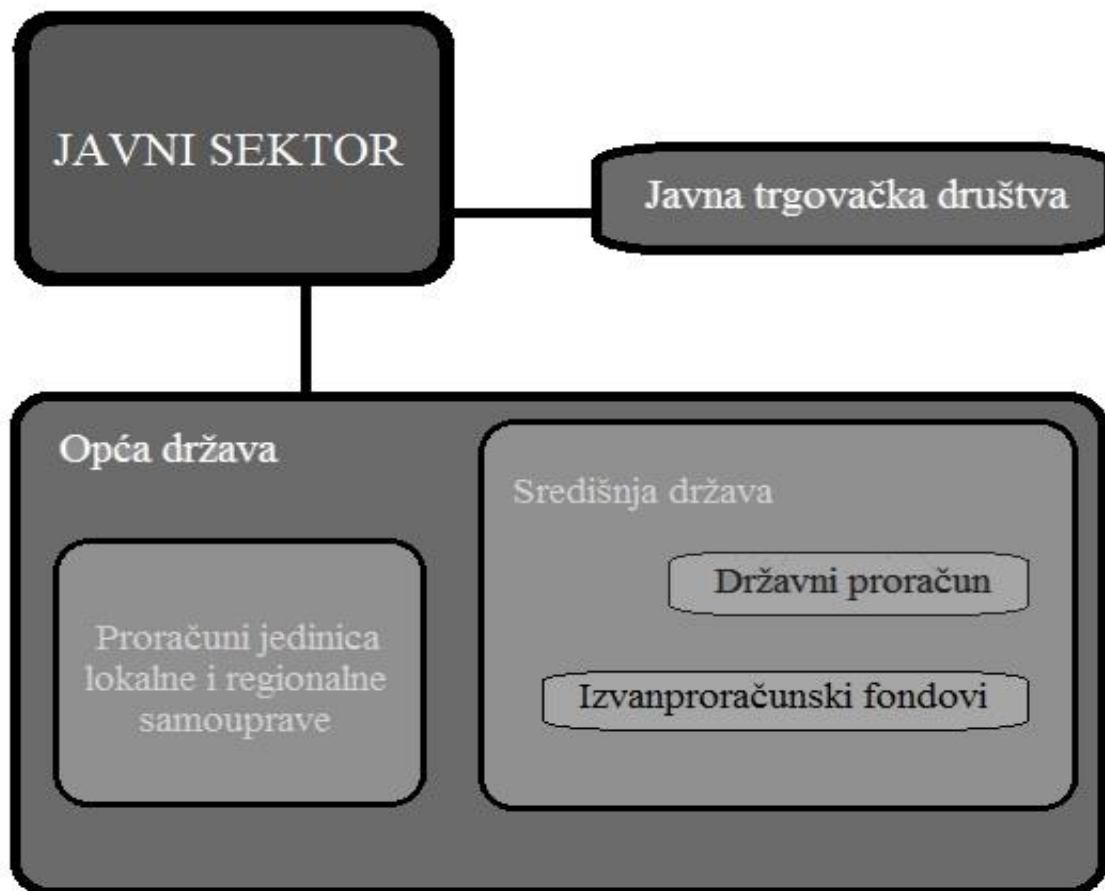 JAVNI SEKTOR
Javna trgovačka društva
Opća država
Središnja država
Državni proračun
Proračuni jedinica
lokalne i regionalne
samouprave
Izvanproračunski fondovi